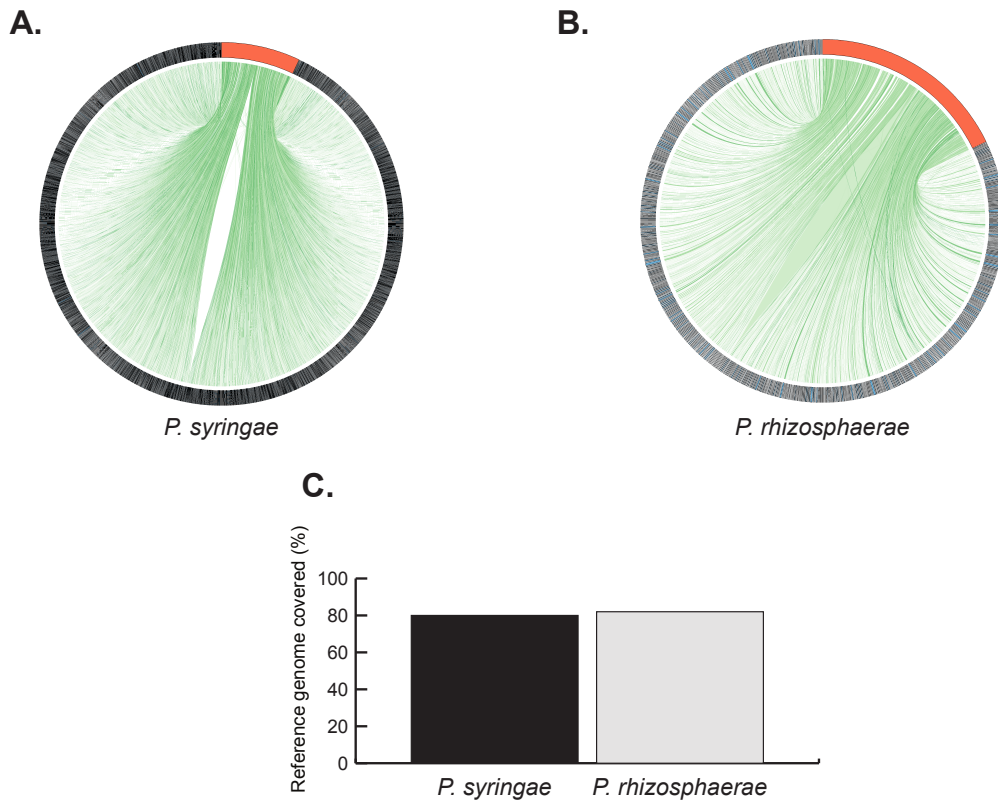 A.
B.
P. syringae
P. rhizosphaerae
C.
Reference genome covered (%)
100
80
60
40
20
0
P. syringae
P. rhizosphaerae